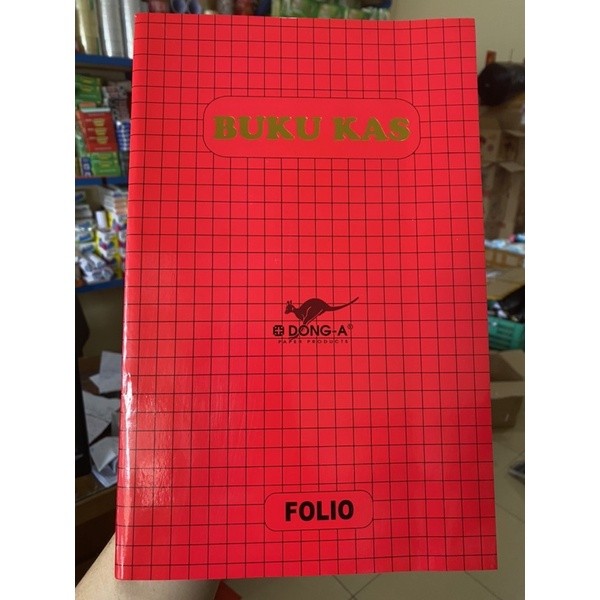 BUKU KAS
DONG-A®
PAPER PRODUCTS
FOLIO